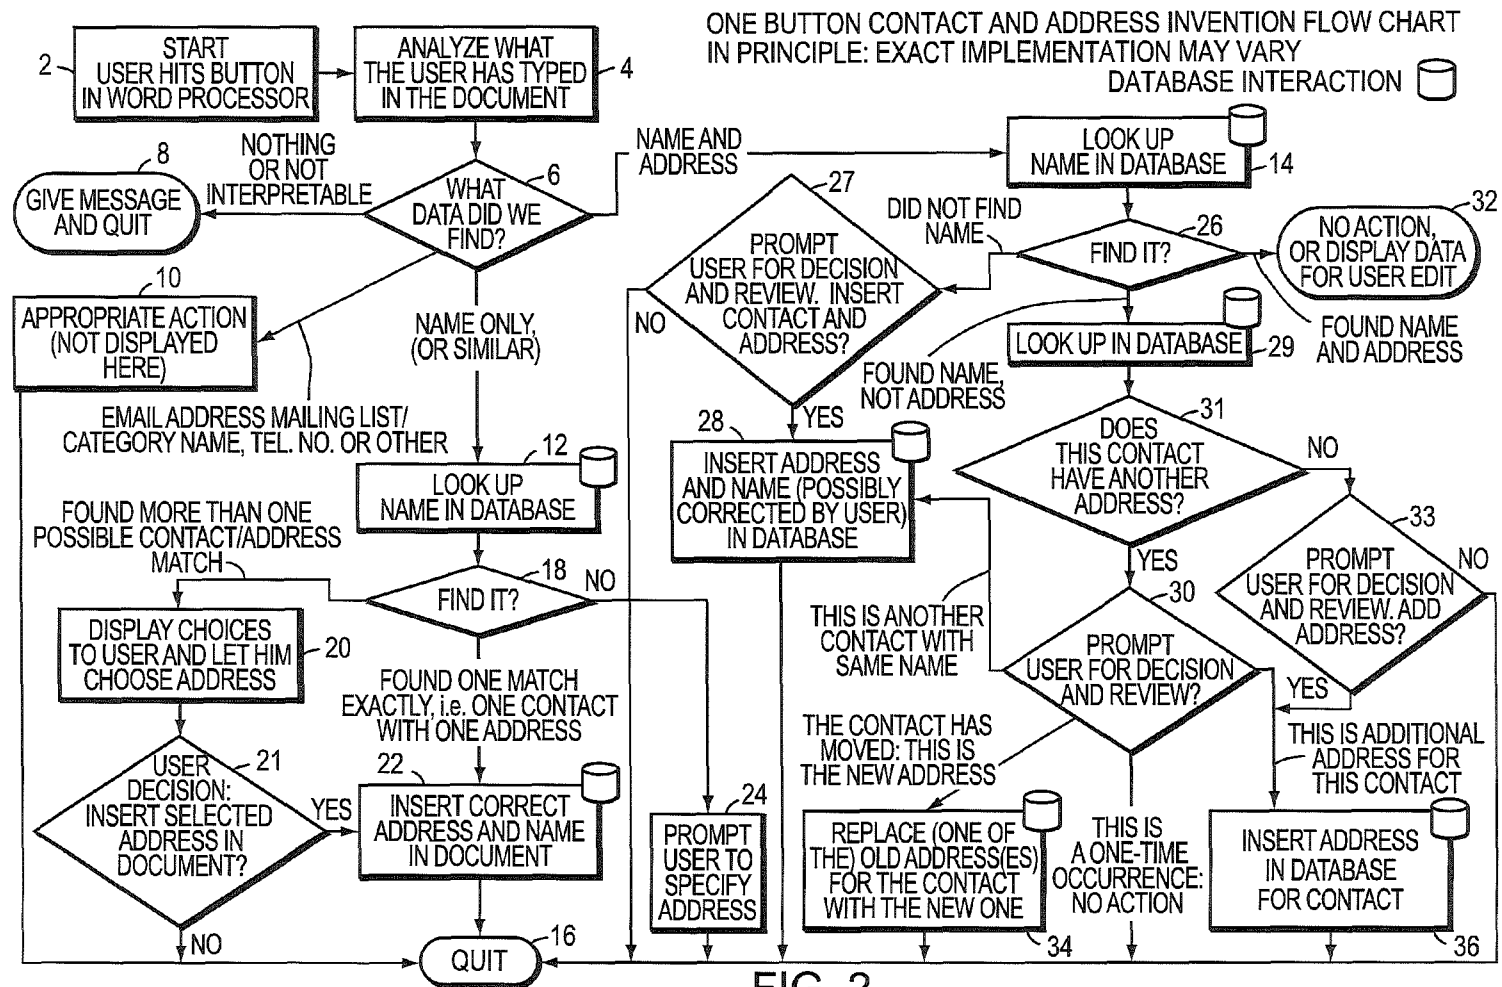 ONE BUTTON CONTACT AND ADDRESS INVENTION FLOW CHART
IN PRINCIPLE: EXACT IMPLEMENTATION MAY VARY
DATABASE INTERACTION
2
START
USER HITS BUTTON
IN WORD PROCESSOR
ANALYZE WHAT
THE USER HAS TYPED
IN THE DOCUMENT
4
NOTHING
OR NOT
INTERPRETABLE
8
GIVE MESSAGE
AND QUIT
6
WHAT
DATA DID WE
FIND?
NAME AND
ADDRESS
LOOK UP
NAME IN DATABASE
14
27
PROMPT
USER FOR DECISION
AND REVIEW. INSERT
CONTACT AND
ADDRESS?
NO
YES
DID NOT FIND
NAME
26
FIND IT?
32
NO ACTION,
OR DISPLAY DATA
FOR USER EDIT
FOUND NAME
AND ADDRESS
10
APPROPRIATE ACTION
(NOT DISPLAYED
HERE)
NAME ONLY,
(OR SIMILAR)
EMAIL ADDRESS MAILING LIST/
CATEGORY NAME, TEL. NO. OR OTHER
LOOK UP IN DATABASE
29
FOUND NAME,
NOT ADDRESS
31
DOES
THIS CONTACT
HAVE ANOTHER
ADDRESS?
NO
YES
28
INSERT ADDRESS
AND NAME (POSSIBLY
CORRECTED BY USER)
IN DATABASE
12
LOOK UP
NAME IN DATABASE
FOUND MORE THAN ONE
POSSIBLE CONTACT/ADDRESS
MATCH
18
FIND IT?
NO
33
PROMPT
USER FOR DECISION
AND REVIEW. ADD
ADDRESS?
NO
YES
30
PROMPT
USER FOR DECISION
AND REVIEW?
THIS IS ANOTHER
CONTACT WITH
SAME NAME
DISPLAY CHOICES
TO USER AND LET HIM
CHOOSE ADDRESS
20
FOUND ONE MATCH
EXACTLY, i.e. ONE CONTACT
WITH ONE ADDRESS
THE CONTACT HAS
MOVED: THIS IS
THE NEW ADDRESS
THIS IS ADDITIONAL
ADDRESS FOR
THIS CONTACT
21
USER
DECISION:
INSERT SELECTED
ADDRESS IN
DOCUMENT?
YES
NO
22
INSERT CORRECT
ADDRESS AND NAME
IN DOCUMENT
24
PROMPT
USER TO
SPECIFY
ADDRESS
REPLACE (ONE OF
THE) OLD ADDRESS(ES)
FOR THE CONTACT
WITH THE NEW ONE
34
THIS IS
A ONE-TIME
OCCURRENCE:
NO ACTION
INSERT ADDRESS
IN DATABASE
FOR CONTACT
36
16
QUIT
FIG. 2